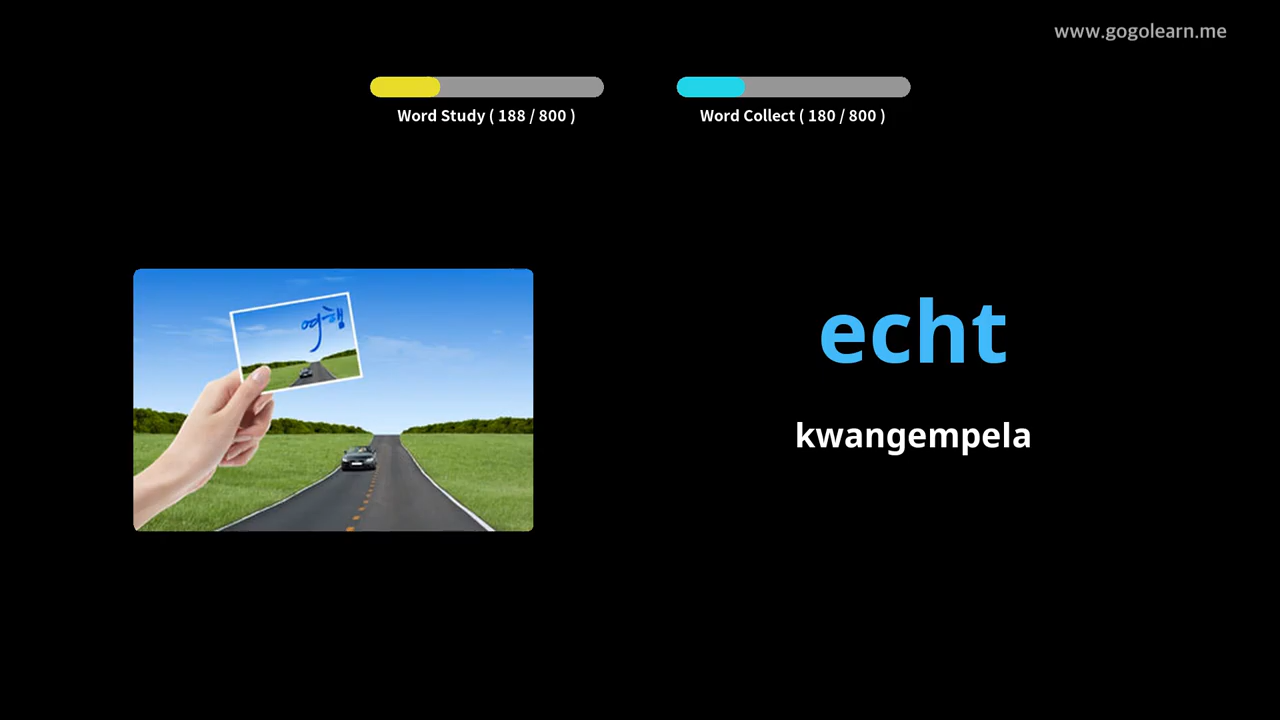 www.gogolearn.me
Word Study ( 188 / 800 )
Word Collect ( 180 / 800 )
여행
echt
kwangempela